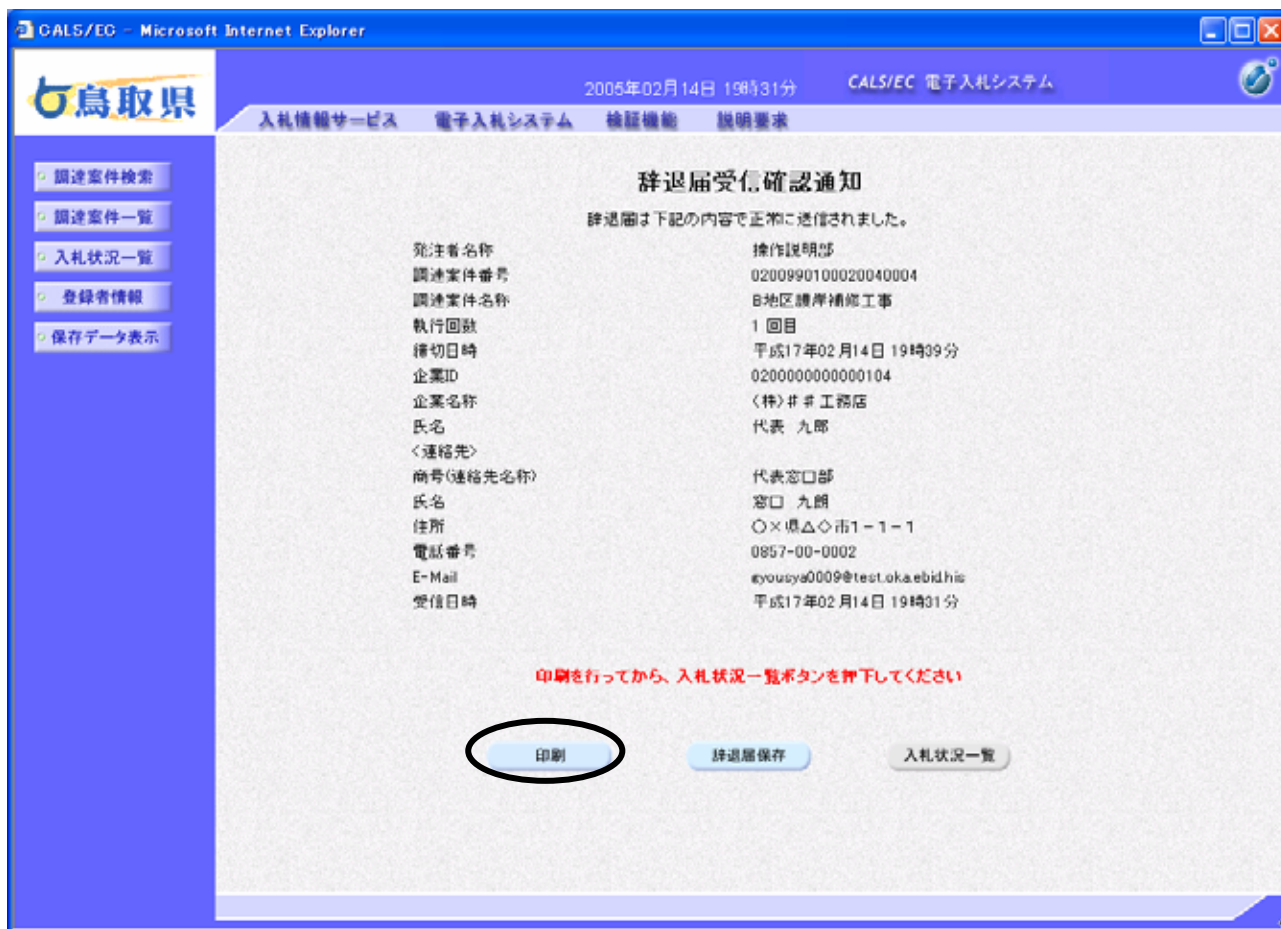 CALS/EC - Microsoft Internet Explorer
鳥取県
2005年02月14日 19時31分
CALS/EC 電子入札システム
入札情報サービス 電子入札システム 検証機能 説明要求
調達案件検索
調達案件一覧
入札状況一覧
登録者情報
保存データ表示
辞退届受信確認通知
辞退届は下記の内容で正常に送信されました。
発注者名称 操作説明部
調達案件番号 0200990100020040004
調達案件名称 B地区護岸補修工事
執行回数 1 回目
締切日時 平成17年02月14日 19時39分
企業ID 0200000000000104
企業名称 (株)##工務店
氏名 代表 九郎
<連絡先>
商号(連絡先名称) 代表窓口部
氏名 窓口 九朗
住所 ○×県△◇市1-1-1
電話番号 0857-00-0002
E-Mail gyousya0009@test.oka.ebid.his
受信日時 平成17年02月14日 19時31分
印刷を行ってから、入札状況一覧ボタンを押下してください
印刷 辞退届保存 入札状況一覧